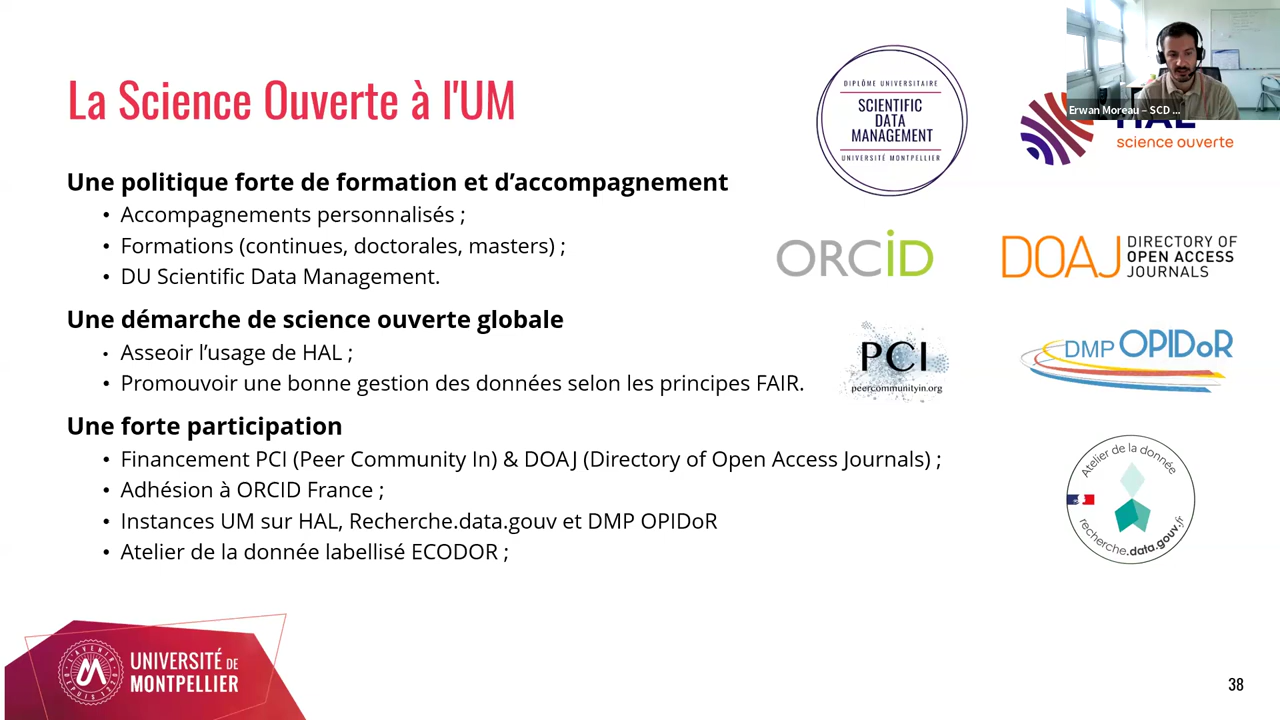 La Science Ouverte à l'UM
Une politique forte de formation et d’accompagnement
• Accompagnements personnalisés ;
• Formations (continues, doctorales, masters) ;
• DU Scientific Data Management.
Une démarche de science ouverte globale
• Asseoir l’usage de HAL ;
• Promouvoir une bonne gestion des données selon les principes FAIR.
Une forte participation
• Financement PCI (Peer Community In) & DOAJ (Directory of Open Access Journals) ;
• Adhésion à ORCID France ;
• Instances UM sur HAL, Recherche.data.gouv et DMP OPIDoR
• Atelier de la donnée labellisé ECODOR ;
DIPLÔME UNIVERSITAIRE
SCIENTIFIC
DATA
MANAGEMENT
UNIVERSITÉ MONTPELLIER
Erwan Moreau – SCD ...
HAL
science ouverte
ORCID
DOAJ
DIRECTORY OF
OPEN ACCESS
JOURNALS
PCI
peercommunityin.org
DMP OPIDoR
Atelier de la donnée
recherche.data.gouv.fr
L'AVENIR
DEPUIS 1220
UNIVERSITÉ DE
MONTPELLIER
38